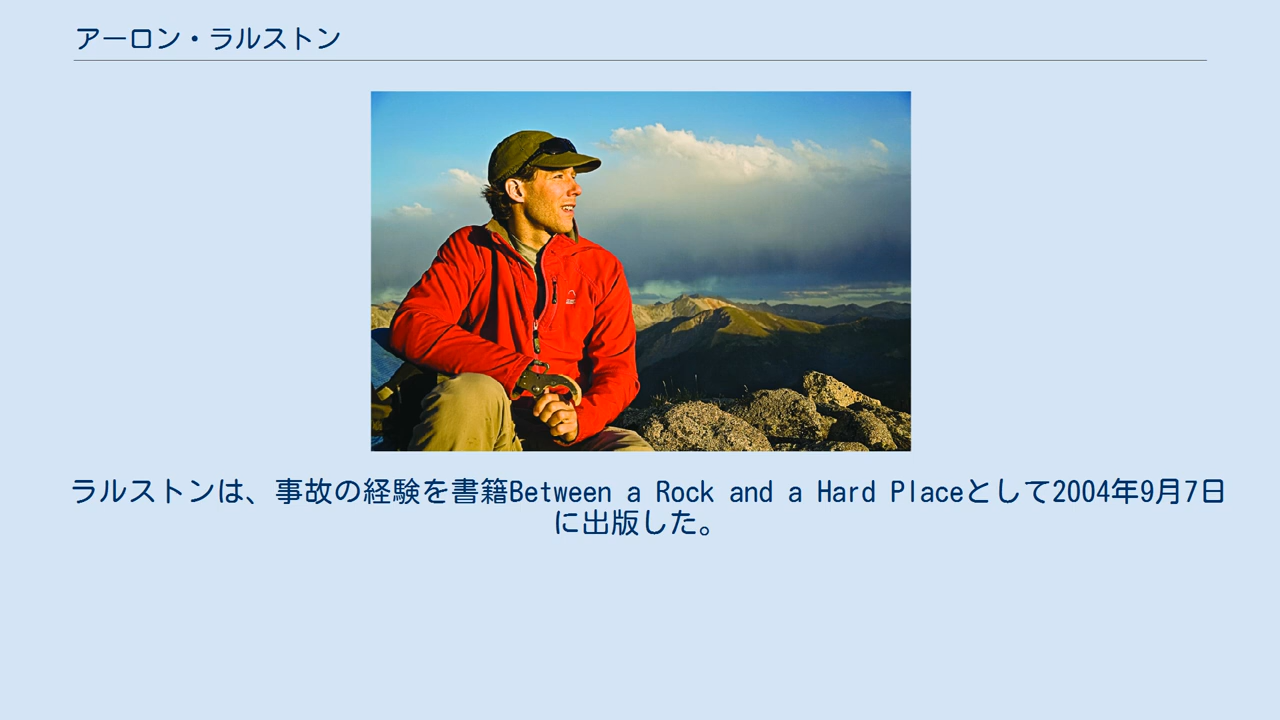 アーロン・ラルストン
ラルストンは、事故の経験を書籍Between a Rock and a Hard Placeとして2004年9月7日
に出版した。